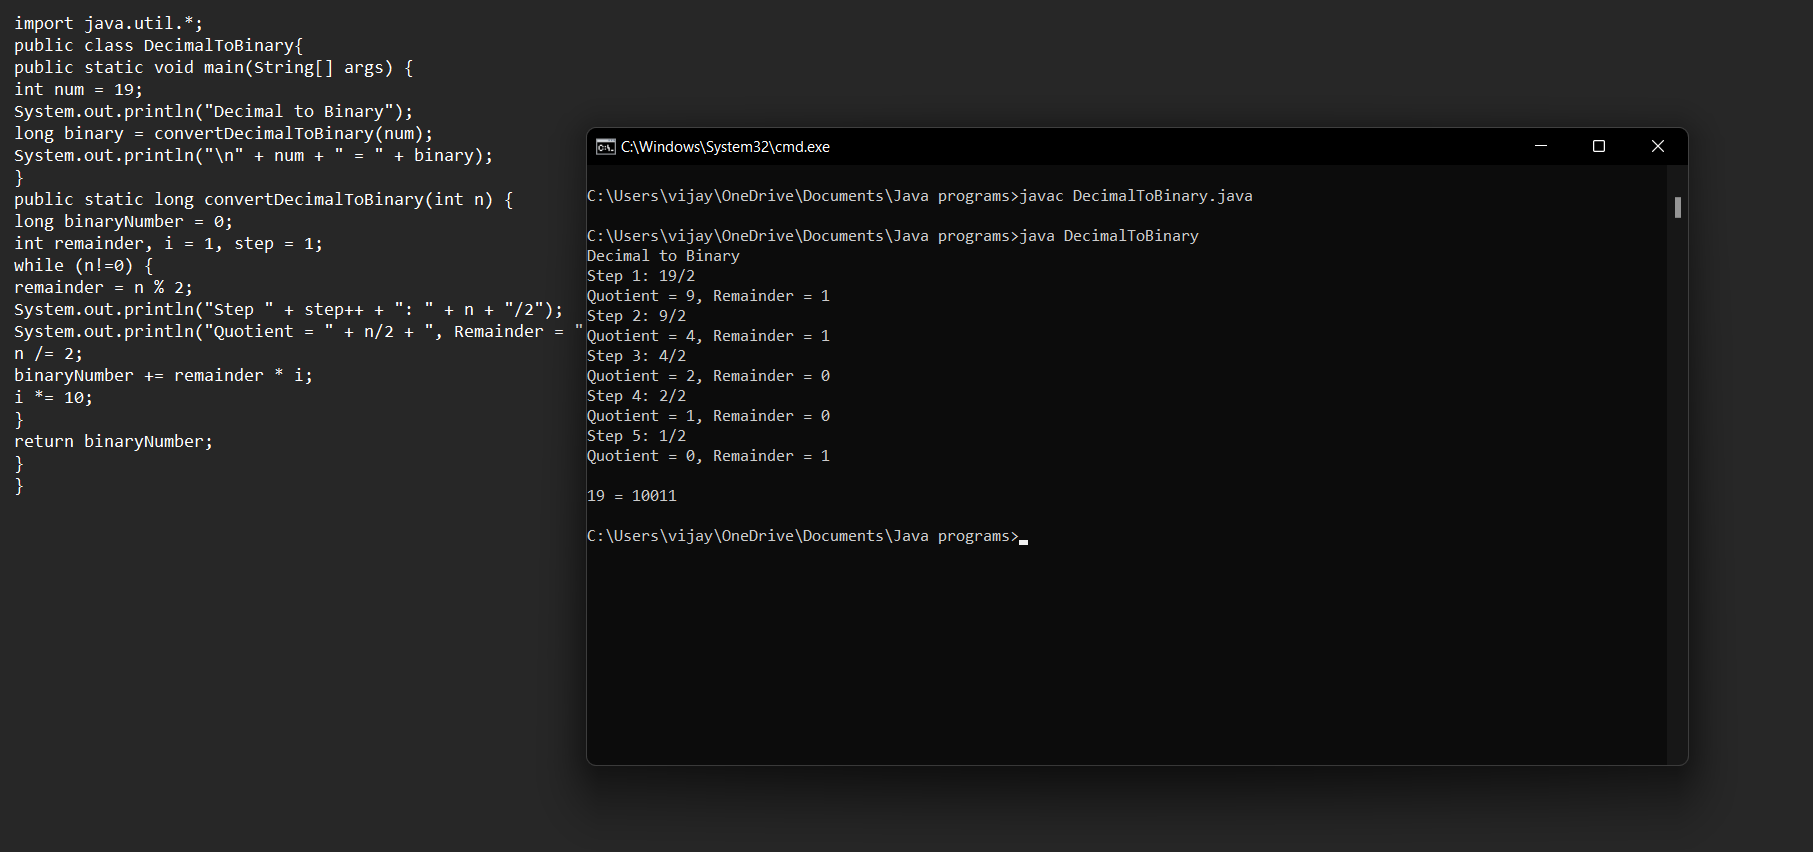 import java.util.*;
public class DecimalToBinary{
public static void main(String[] args) {
int num = 19;
System.out.println("Decimal to Binary");
long binary = convertDecimalToBinary(num);
System.out.println("\n" + num + " = " + binary);
}
public static long convertDecimalToBinary(int n) {
long binaryNumber = 0;
int remainder, i = 1, step = 1;
while (n!=0) {
remainder = n % 2;
System.out.println("Step " + step++ + ": " + n + "/2");
System.out.println("Quotient = " + n/2 + ", Remainder = "
n /= 2;
binaryNumber += remainder * i;
i *= 10;
}
return binaryNumber;
}
}
C:\Windows\System32\cmd.exe
C:\Users\vijay\OneDrive\Documents\Java programs>javac DecimalToBinary.java
C:\Users\vijay\OneDrive\Documents\Java programs>java DecimalToBinary
Decimal to Binary
Step 1: 19/2
Quotient = 9, Remainder = 1
Step 2: 9/2
Quotient = 4, Remainder = 1
Step 3: 4/2
Quotient = 2, Remainder = 0
Step 4: 2/2
Quotient = 1, Remainder = 0
Step 5: 1/2
Quotient = 0, Remainder = 1
19 = 10011
C:\Users\vijay\OneDrive\Documents\Java programs>